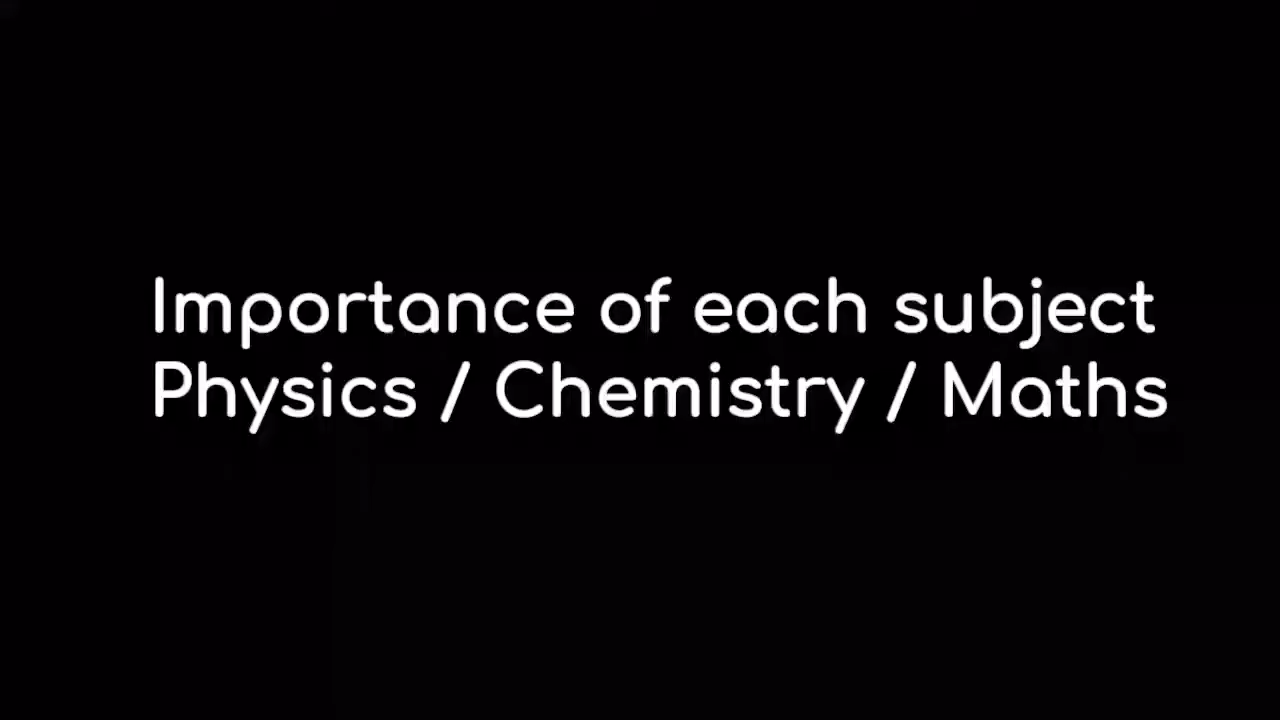 Importance of each subject
Physics / Chemistry / Maths